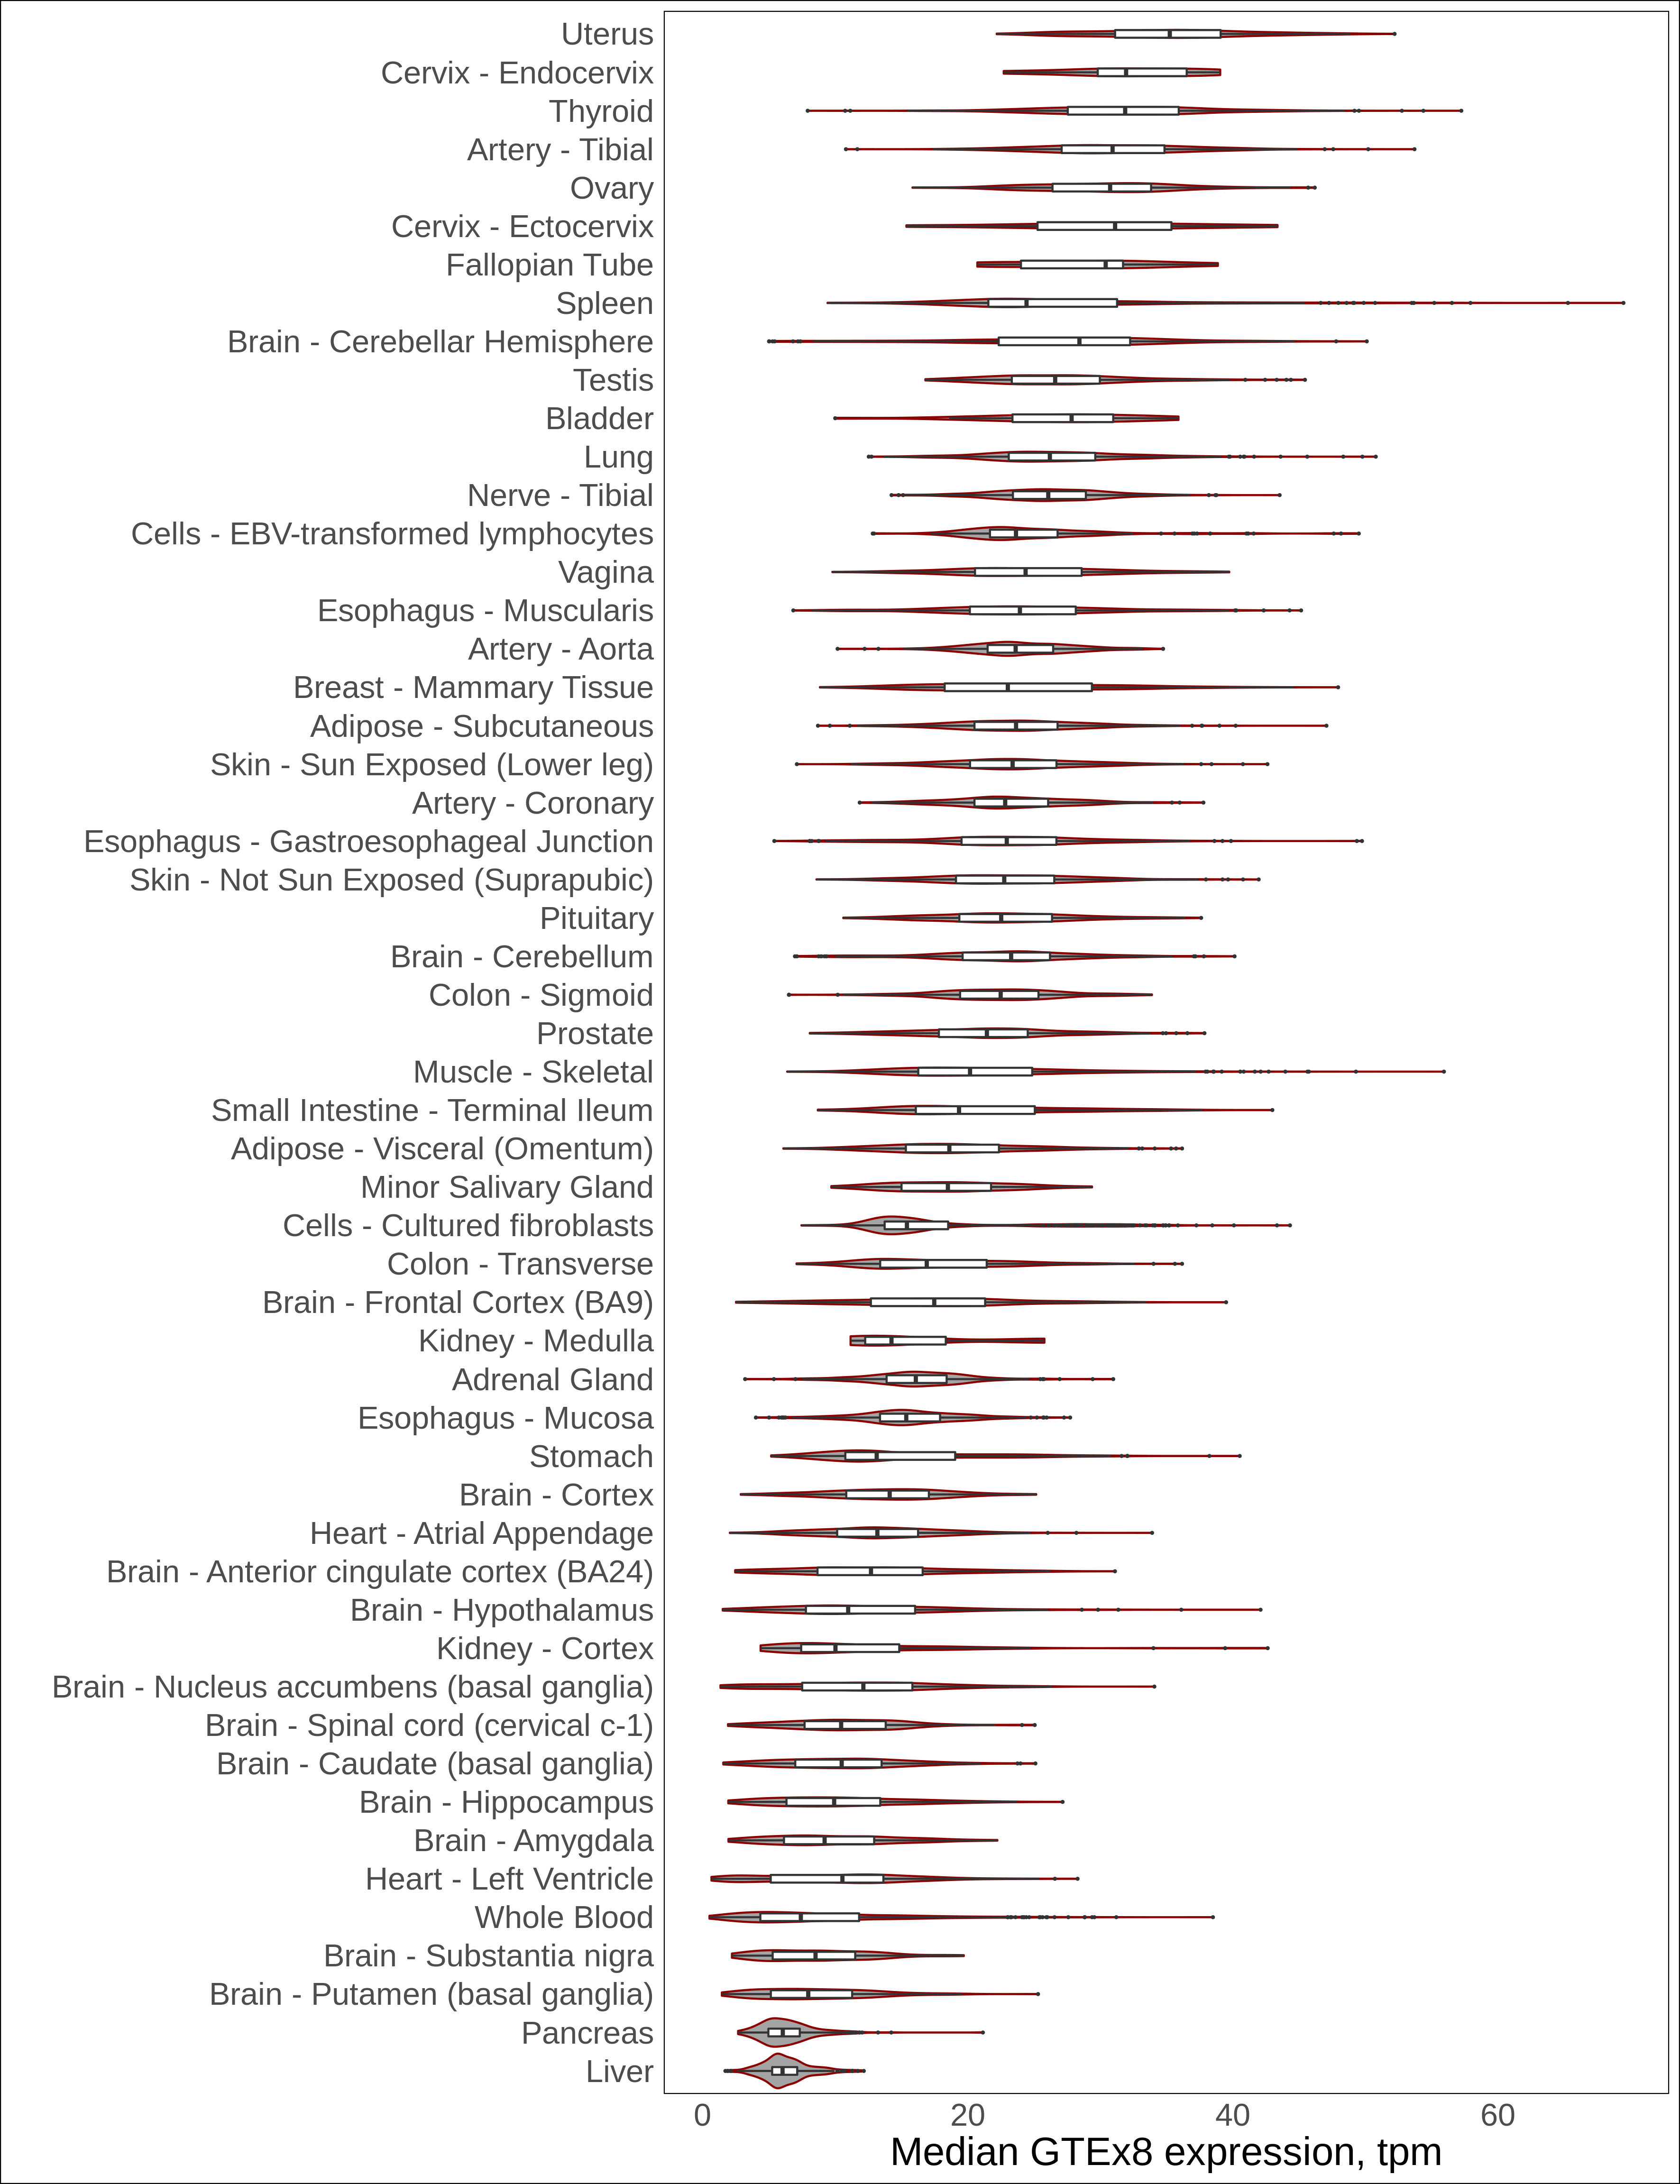 Uterus
Cervix - Endocervix
Thyroid
Artery - Tibial
Ovary
Cervix - Ectocervix
Fallopian Tube
Spleen
Brain - Cerebellar Hemisphere
Testis
Bladder
Lung
Nerve - Tibial
Cells - EBV-transformed lymphocytes
Vagina
Esophagus - Muscularis
Artery - Aorta
Breast - Mammary Tissue
Adipose - Subcutaneous
Skin - Sun Exposed (Lower leg)
Artery - Coronary
Esophagus - Gastroesophageal Junction
Skin - Not Sun Exposed (Suprapubic)
Pituitary
Brain - Cerebellum
Colon - Sigmoid
Prostate
Muscle - Skeletal
Small Intestine - Terminal Ileum
Adipose - Visceral (Omentum)
Minor Salivary Gland
Cells - Cultured fibroblasts
Colon - Transverse
Brain - Frontal Cortex (BA9)
Kidney - Medulla
Adrenal Gland
Esophagus - Mucosa
Stomach
Brain - Cortex
Heart - Atrial Appendage
Brain - Anterior cingulate cortex (BA24)
Brain - Hypothalamus
Kidney - Cortex
Brain - Nucleus accumbens (basal ganglia)
Brain - Spinal cord (cervical c-1)
Brain - Caudate (basal ganglia)
Brain - Hippocampus
Brain - Amygdala
Heart - Left Ventricle
Whole Blood
Brain - Substantia nigra
Brain - Putamen (basal ganglia)
Pancreas
Liver
0 20 40 60
Median GTEx8 expression, tpm